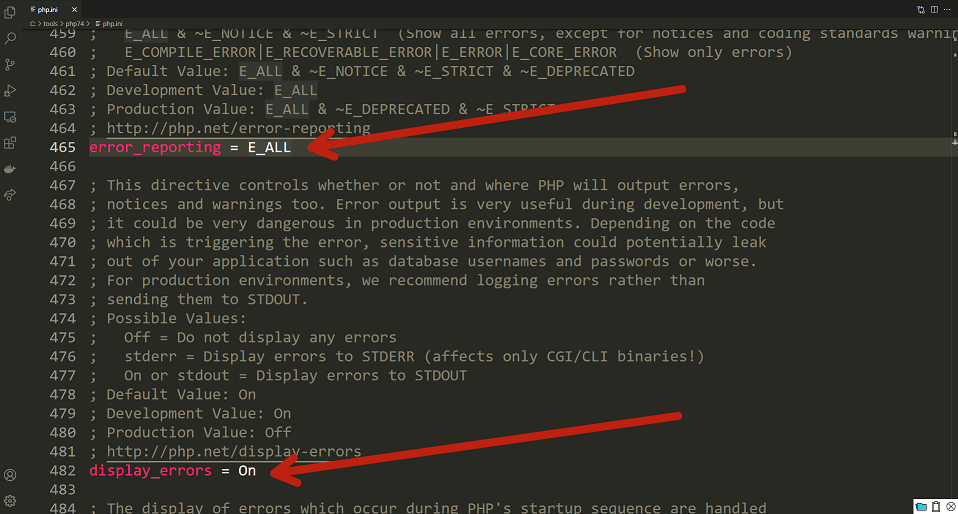 php.ini
C: > tools > php74 > php.ini
459 ;   E_ALL & ~E_NOTICE & ~E_STRICT  (Show all errors, except for notices and coding standards
460 ;   E_COMPILE_ERROR|E_RECOVERABLE_ERROR|E_ERROR|E_CORE_ERROR  (Show only errors)
461 ; Default Value: E_ALL & ~E_NOTICE & ~E_STRICT & ~E_DEPRECATED
462 ; Development Value: E_ALL
463 ; Production Value: E_ALL & ~E_DEPRECATED & ~E_STRICT
464 ; http://php.net/error-reporting
465 error_reporting = E_ALL
466
467 ; This directive controls whether or not and where PHP will output errors,
468 ; notices and warnings too. Error output is very useful during development, but
469 ; it could be very dangerous in production environments. Depending on the code
470 ; which is triggering the error, sensitive information could potentially leak
471 ; out of your application such as database usernames and passwords or worse.
472 ; For production environments, we recommend logging errors rather than
473 ; sending them to STDOUT.
474 ; Possible Values:
475 ;   Off = Do not display any errors
476 ;   stderr = Display errors to STDERR (affects only CGI/CLI binaries!)
477 ;   On or stdout = Display errors to STDOUT
478 ; Default Value: On
479 ; Development Value: On
480 ; Production Value: Off
481 ; http://php.net/display-errors
482 display_errors = On
483
484 ; The display of errors which occur during PHP's startup sequence are handled